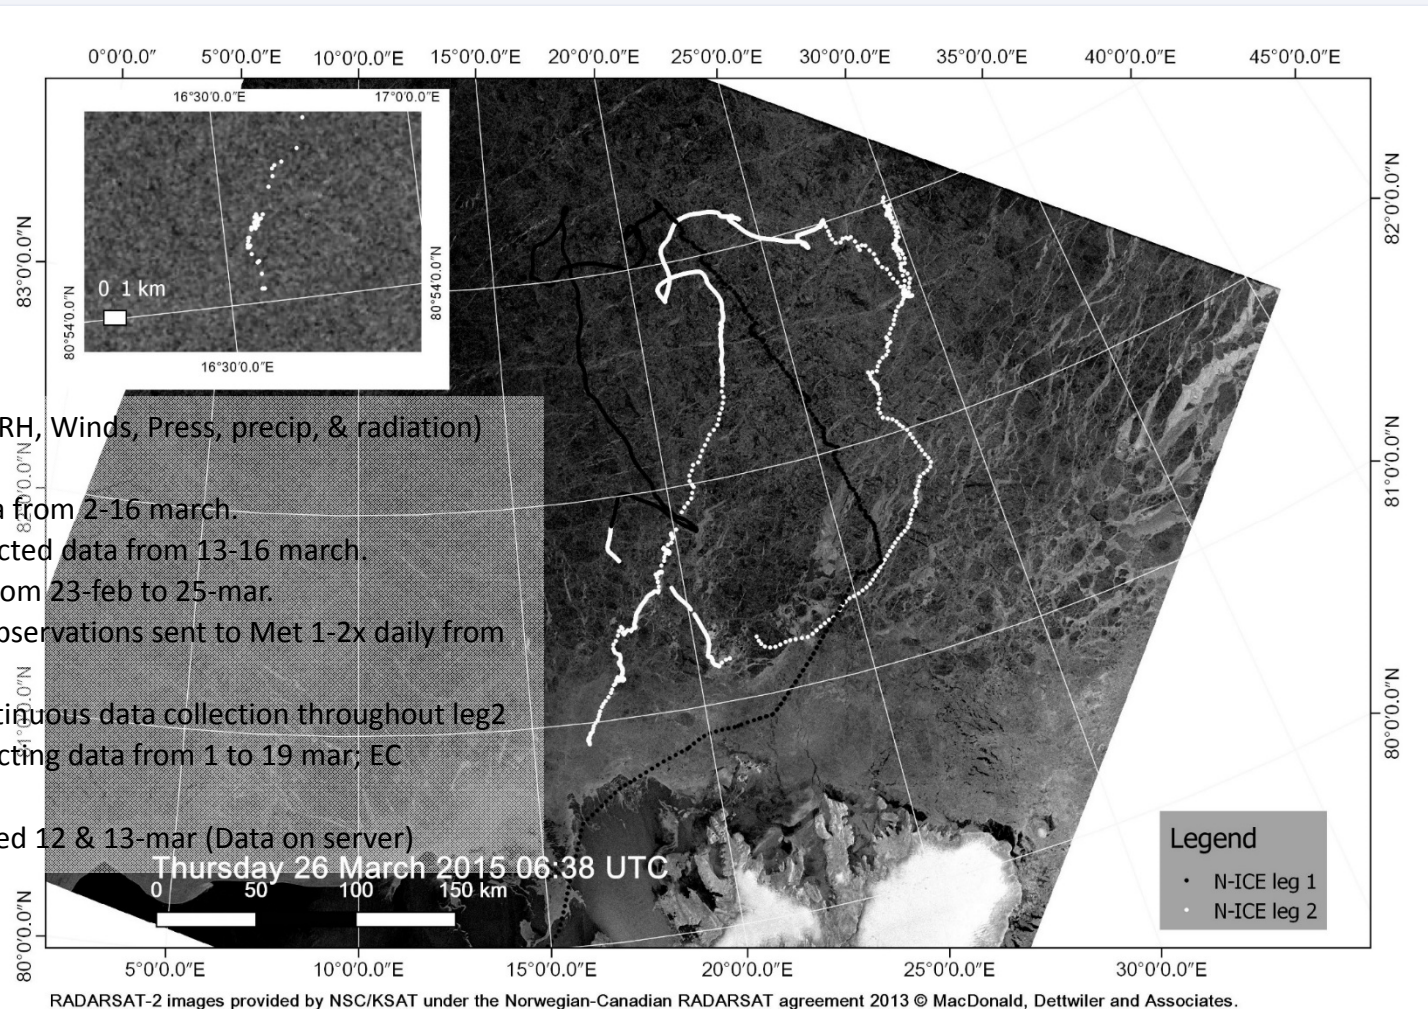 0°0′0.0″ 5°0′0.0″E 10°0′0.0″E 15°0′0.0″E 20°0′0.0″E 25°0′0.0″E 30°0′0.0″E 35°0′0.0″E 40°0′0.0″E 45°0′0.0″E
16°30′0.0″E 17°0′0.0″E
0 1 km
80°54′0.0″N
80°54′0.0″N
16°30′0.0″E
83°0′0.0″N
82°0′0.0″N
81°0′0.0″N
80°0′0.0″N
82°0′0.0″N
81°0′0.0″N
80°0′0.0″N
RH, Winds, Press, precip, & radiation)
from 2-16 march.
cted data from 13-16 march.
om 23-feb to 25-mar.
bservations sent to Met 1-2x daily from
tinuous data collection throughout leg2
cting data from 1 to 19 mar; EC
ed 12 & 13-mar (Data on server)
Thursday 26 March 2015 06:38 UTC
0 50 100 150 km
Legend
N-ICE leg 1
N-ICE leg 2
5°0′0.0″E 10°0′0.0″E 15°0′0.0″E 20°0′0.0″E 25°0′0.0″E 30°0′0.0″E
RADARSAT-2 images provided by NSC/KSAT under the Norwegian-Canadian RADARSAT agreement 2013 © MacDonald, Dettwiler and Associates.